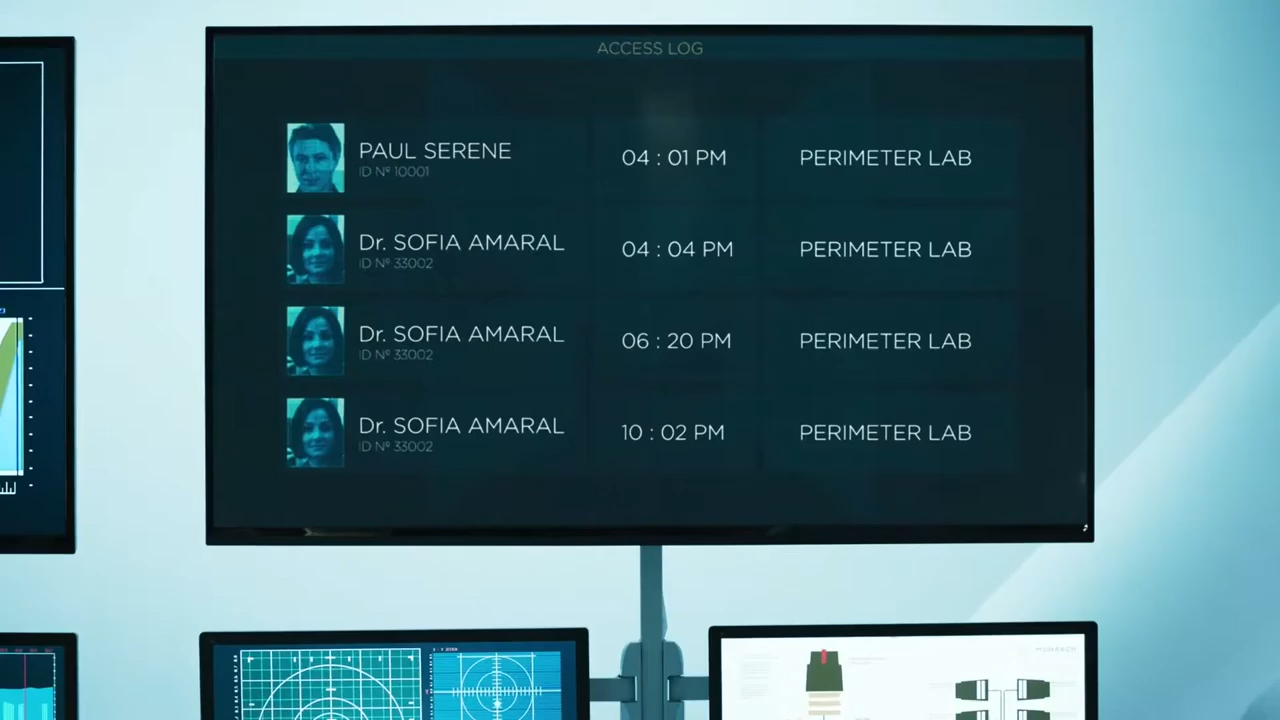 ACCESS LOG
PAUL SERENE
ID Nº 10001
04 : 01 PM
PERIMETER LAB
Dr. SOFIA AMARAL
ID Nº 33002
04 : 04 PM
PERIMETER LAB
Dr. SOFIA AMARAL
ID Nº 33002
06 : 20 PM
PERIMETER LAB
Dr. SOFIA AMARAL
ID Nº 33002
10 : 02 PM
PERIMETER LAB
MONARCH